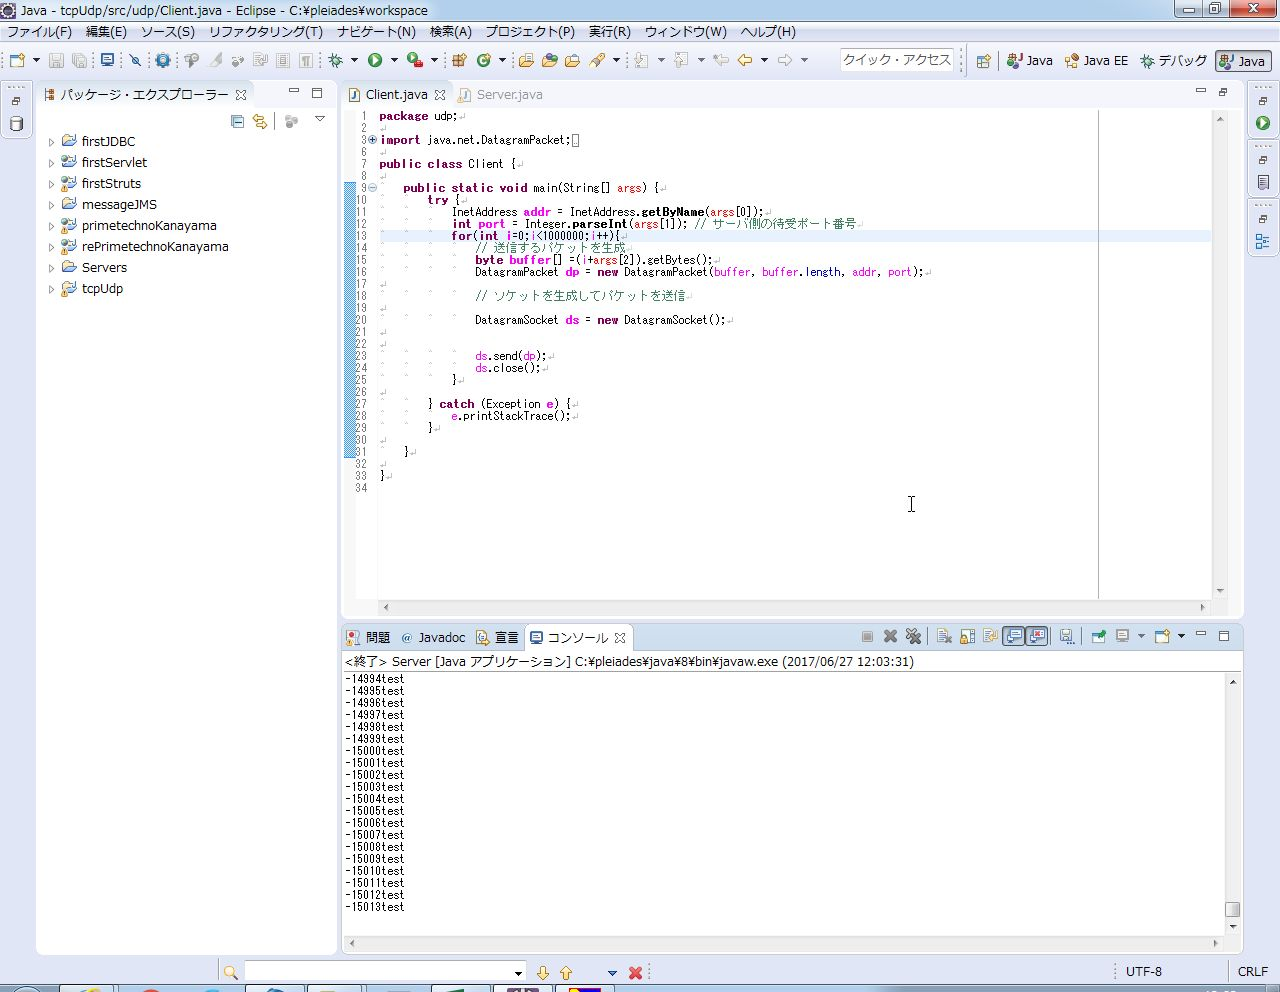 Java - tcpUdp/src/udp/Client.java - Eclipse - C:¥pleiades¥workspace
ファイル(F) 編集(E) ソース(S) リファクタリング(T) ナビゲート(N) 検索(A) プロジェクト(P) 実行(R) ウィンドウ(W) ヘルプ(H)
クイック・アクセス Java Java EE デバッグ Java
パッケージ・エクスプローラー
firstJDBC
firstServlet
firstStruts
messageJMS
primetechnoKanayama
rePrimetechnoKanayama
Servers
tcpUdp
Client.java Server.java
1 package udp;
2
3 import java.net.DatagramPacket;
6
7 public class Client {
8
9 public static void main(String[] args) {
10 try {
11 InetAddress addr = InetAddress.getByName(args[0]);
12 int port = Integer.parseInt(args[1]); // サーバ側の待受ポート番号
13 for(int i=0;i<1000000;i++){
14 // 送信するパケットを生成
15 byte buffer[] =(i+args[2]).getBytes();
16 DatagramPacket dp = new DatagramPacket(buffer, buffer.length, addr, port);
17
18 // ソケットを生成してパケットを送信
19
20 DatagramSocket ds = new DatagramSocket();
21
22
23 ds.send(dp);
24 ds.close();
25 }
26
27 } catch (Exception e) {
28 e.printStackTrace();
29 }
30
31 }
32
33 }
34
問題 @ Javadoc 宣言 コンソール
<終了> Server [Java アプリケーション] C:¥pleiades¥java¥8¥bin¥javaw.exe (2017/06/27 12:03:31)
-14994test
-14995test
-14996test
-14997test
-14998test
-14999test
-15000test
-15001test
-15002test
-15003test
-15004test
-15005test
-15006test
-15007test
-15008test
-15009test
-15010test
-15011test
-15012test
-15013test
UTF-8 CRLF